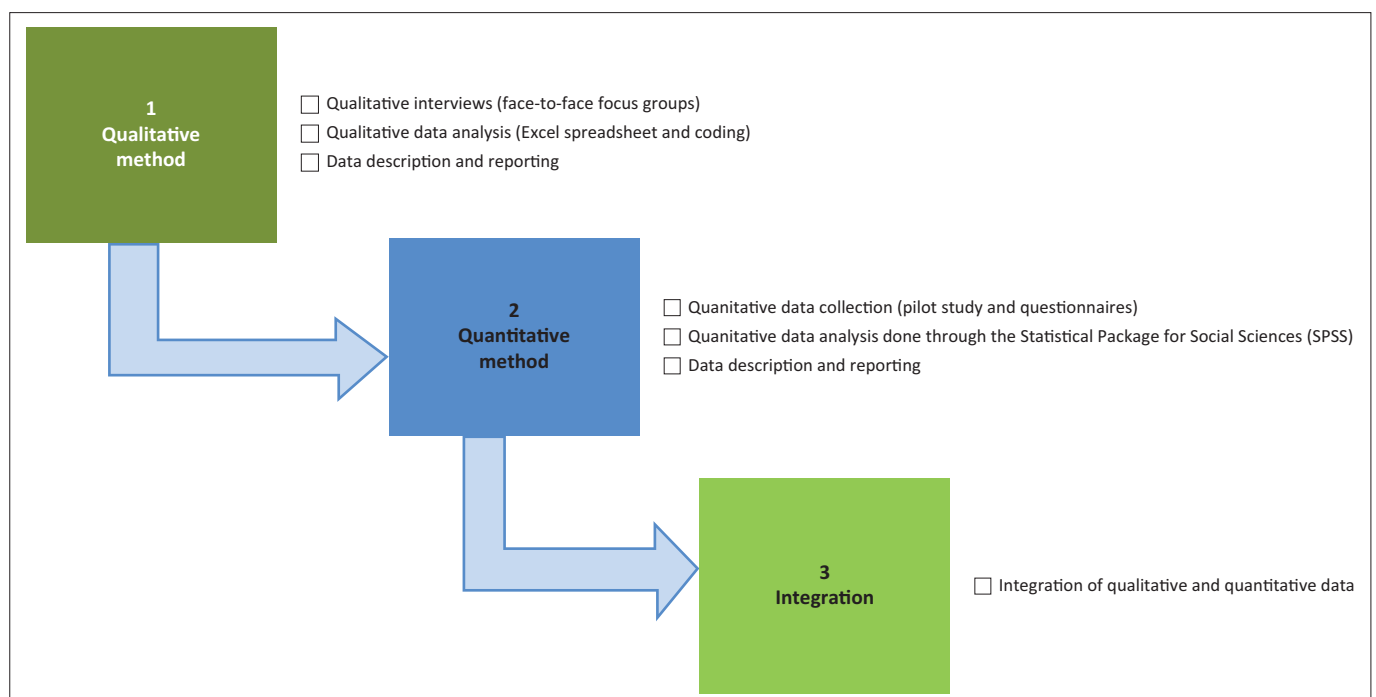 1
Qualitative
method
☐ Qualitative interviews (face-to-face focus groups)
☐ Qualitative data analysis (Excel spreadsheet and coding)
☐ Data description and reporting
2
Quantitative
method
☐ Quanitative data collection (pilot study and questionnaires)
☐ Quanitative data analysis done through the Statistical Package for Social Sciences (SPSS)
☐ Data description and reporting
3
Integration
☐ Integration of qualitative and quantitative data